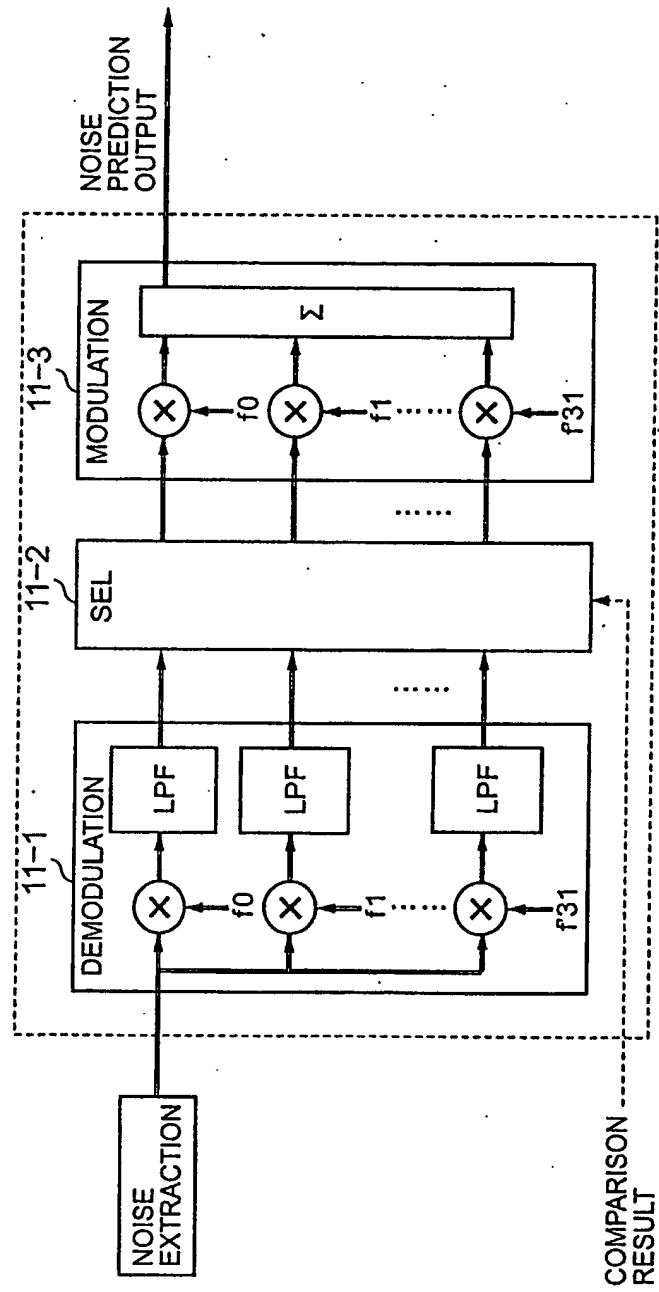 NOISE
EXTRACTION
11-1
DEMODULATION
f0
f1
......
f31
LPF
LPF
LPF
......
11-2
SEL
......
11-3
MODULATION
f0
f1
......
f31
Σ
NOISE
PREDICTION
OUTPUT
COMPARISON
RESULT